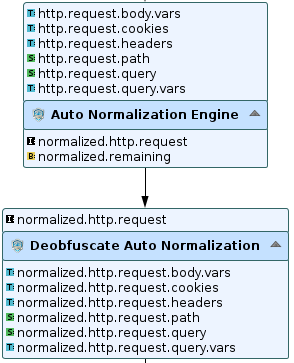 http.request.body.vars
http.request.cookies
http.request.headers
http.request.path
http.request.query
http.request.query.vars
Auto Normalization Engine
normalized.http.request
normalized.remaining
normalized.http.request
Deobfuscate Auto Normalization
normalized.http.request.body.vars
normalized.http.request.cookies
normalized.http.request.headers
normalized.http.request.path
normalized.http.request.query
normalized.http.request.query.vars